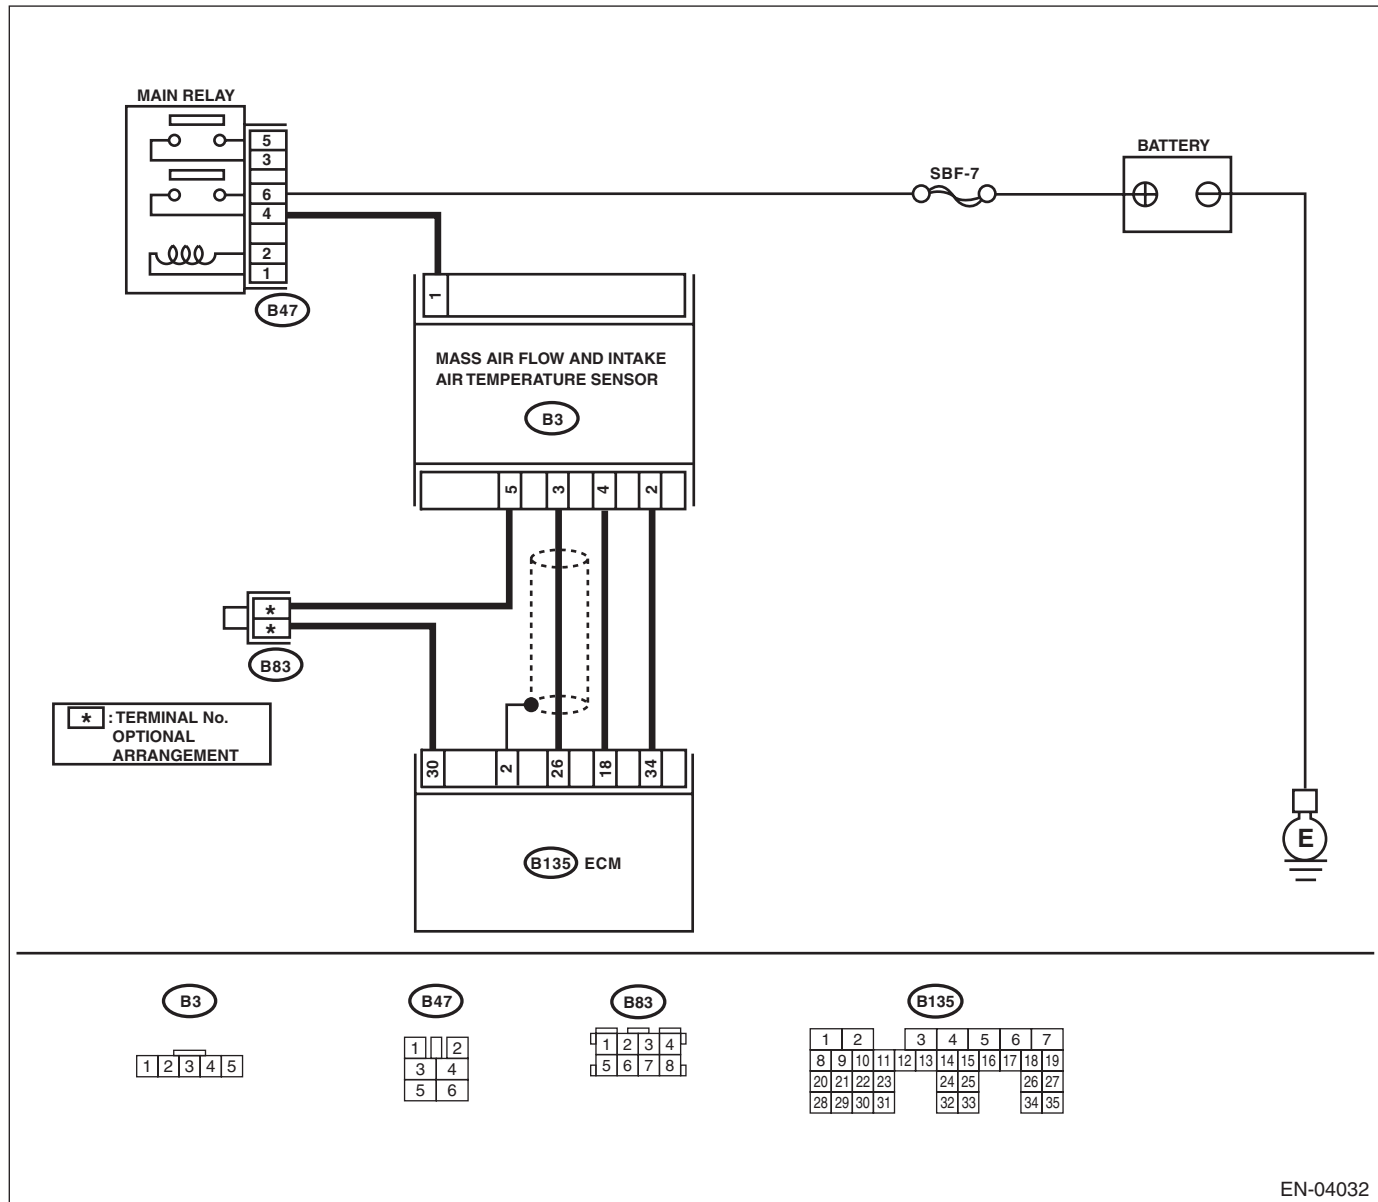 MAIN RELAY
5
3
6
4
2
1
B47
SBF-7
BATTERY
1
MASS AIR FLOW AND INTAKE
AIR TEMPERATURE SENSOR
B3
5 3 4 2
*
*
B83
* : TERMINAL No.
OPTIONAL
ARRANGEMENT
30 2 26 18 34
B135 ECM
E
B3
1 2 3 4 5
B47
1 2
3 4
5 6
B83
1 2 3 4
5 6 7 8
B135
1 2 3 4 5 6 7
8 9 10 11 12 13 14 15 16 17 18 19
20 21 22 23 24 25 26 27
28 29 30 31 32 33 34 35
EN-04032